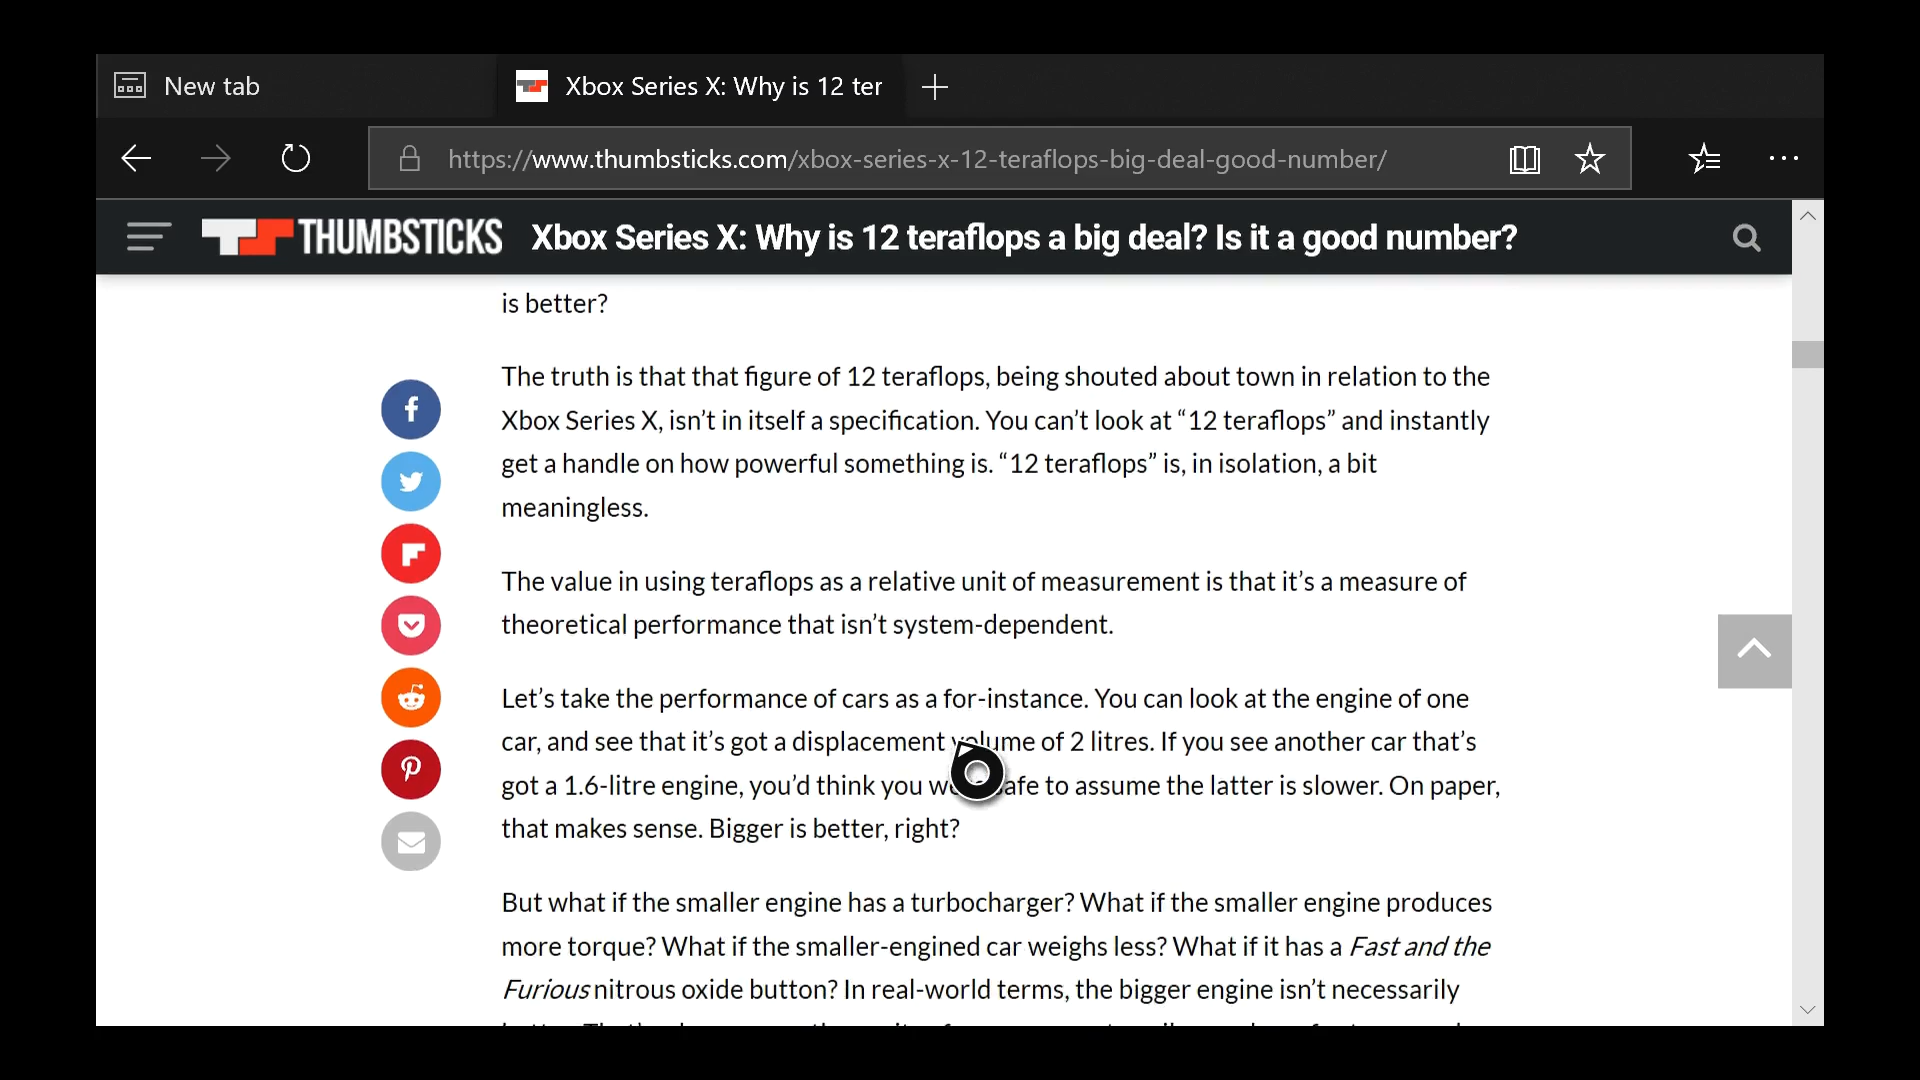 New tab
Xbox Series X: Why is 12 ter
https://www.thumbsticks.com/xbox-series-x-12-teraflops-big-deal-good-number/
THUMBSTICKS Xbox Series X: Why is 12 teraflops a big deal? Is it a good number?
is better?
The truth is that that figure of 12 teraflops, being shouted about town in relation to the
Xbox Series X, isn’t in itself a specification. You can’t look at “12 teraflops” and instantly
get a handle on how powerful something is. “12 teraflops” is, in isolation, a bit
meaningless.
The value in using teraflops as a relative unit of measurement is that it’s a measure of
theoretical performance that isn’t system-dependent.
Let’s take the performance of cars as a for-instance. You can look at the engine of one
car, and see that it’s got a displacement volume of 2 litres. If you see another car that’s
got a 1.6-litre engine, you’d think you were safe to assume the latter is slower. On paper,
that makes sense. Bigger is better, right?
But what if the smaller engine has a turbocharger? What if the smaller engine produces
more torque? What if the smaller-engined car weighs less? What if it has a Fast and the
Furious nitrous oxide button? In real-world terms, the bigger engine isn’t necessarily